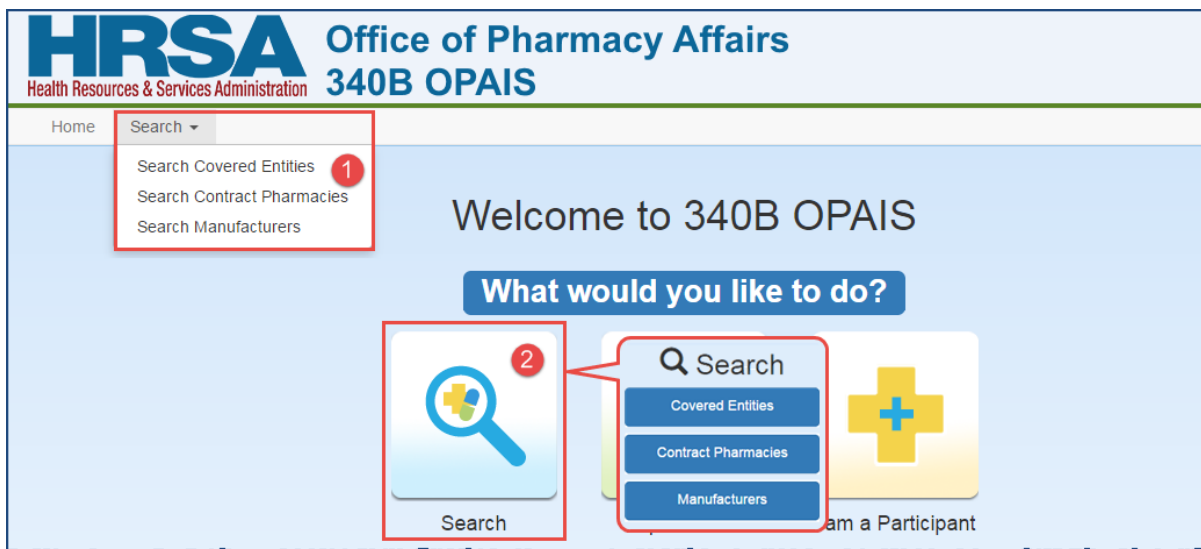 HRSA
Health Resources & Services Administration
Office of Pharmacy Affairs
340B OPAIS
Home
Search
Search Covered Entities
1
Search Contract Pharmacies
Search Manufacturers
Welcome to 340B OPAIS
What would you like to do?
2
Search
Covered Entities
Contract Pharmacies
Manufacturers
Search
am a Participant